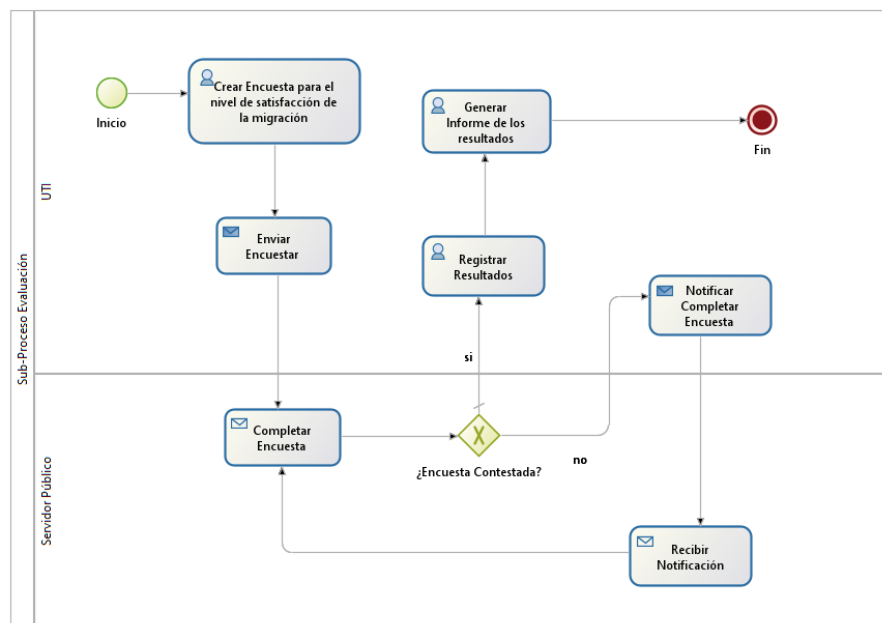 Sub-Proceso Evaluación
UTI
Inicio
Crear Encuesta para el
nivel de satisfacción de
la migración
Generar
Informe de los
resultados
Fin
Enviar
Encuestar
Registrar
Resultados
Notificar
Completar
Encuesta
si
Servidor Público
Completar
Encuesta
¿Encuesta Contestada?
no
Recibir
Notificación